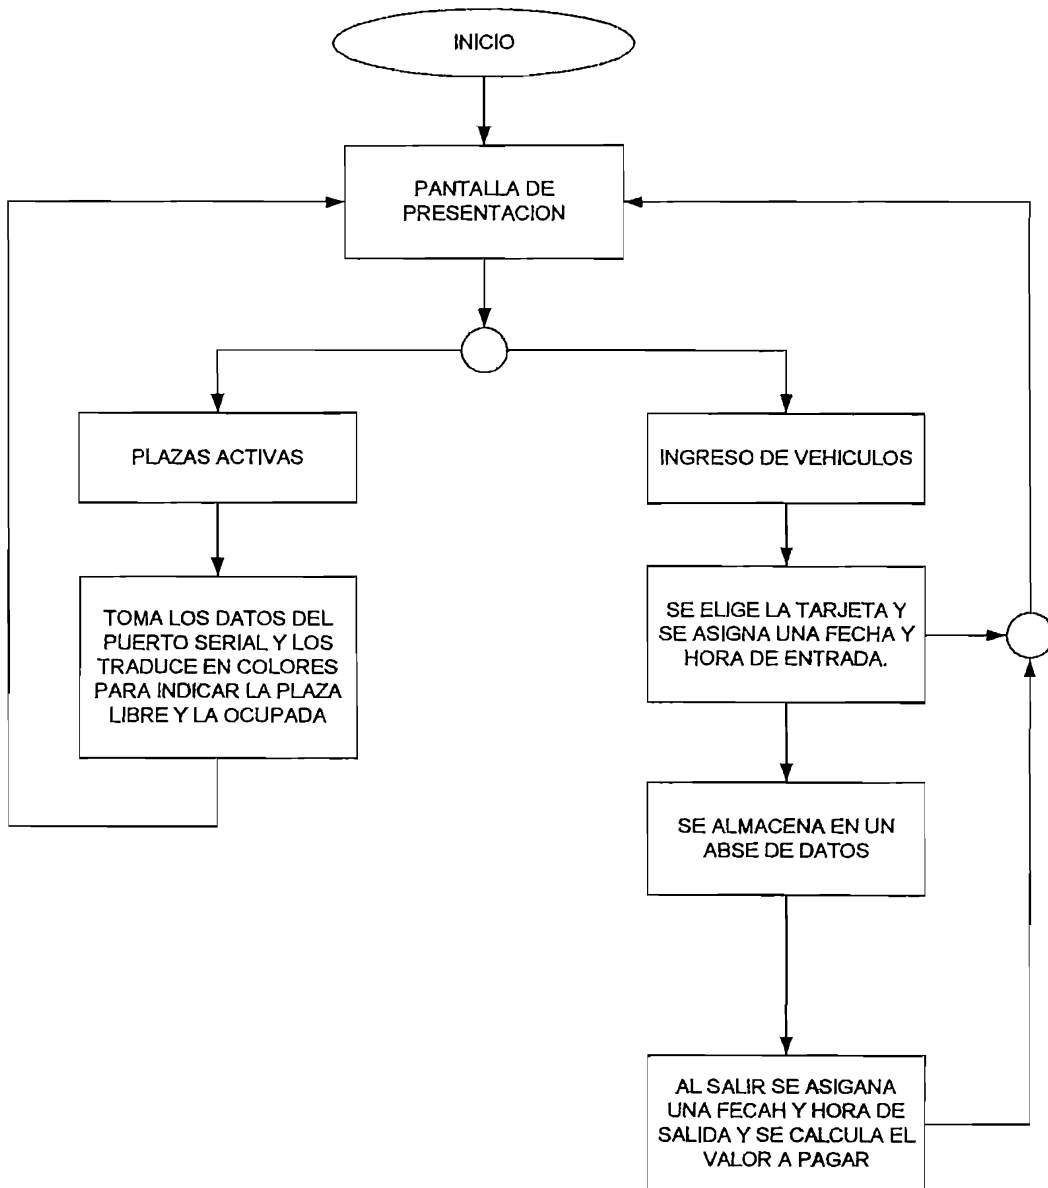 INICIO
PANTALLA DE
PRESENTACION
PLAZAS ACTIVAS
INGRESO DE VEHICULOS
TOMA LOS DATOS DEL
PUERTO SERIAL Y LOS
TRADUCE EN COLORES
PARA INDICAR LA PLAZA
LIBRE Y LA OCUPADA
SE ELIGE LA TARJETA Y
SE ASIGNA UNA FECHA Y
HORA DE ENTRADA.
SE ALMACENA EN UN
ABSE DE DATOS
AL SALIR SE ASIGANA
UNA FECAH Y HORA DE
SALIDA Y SE CALCULA EL
VALOR A PAGAR